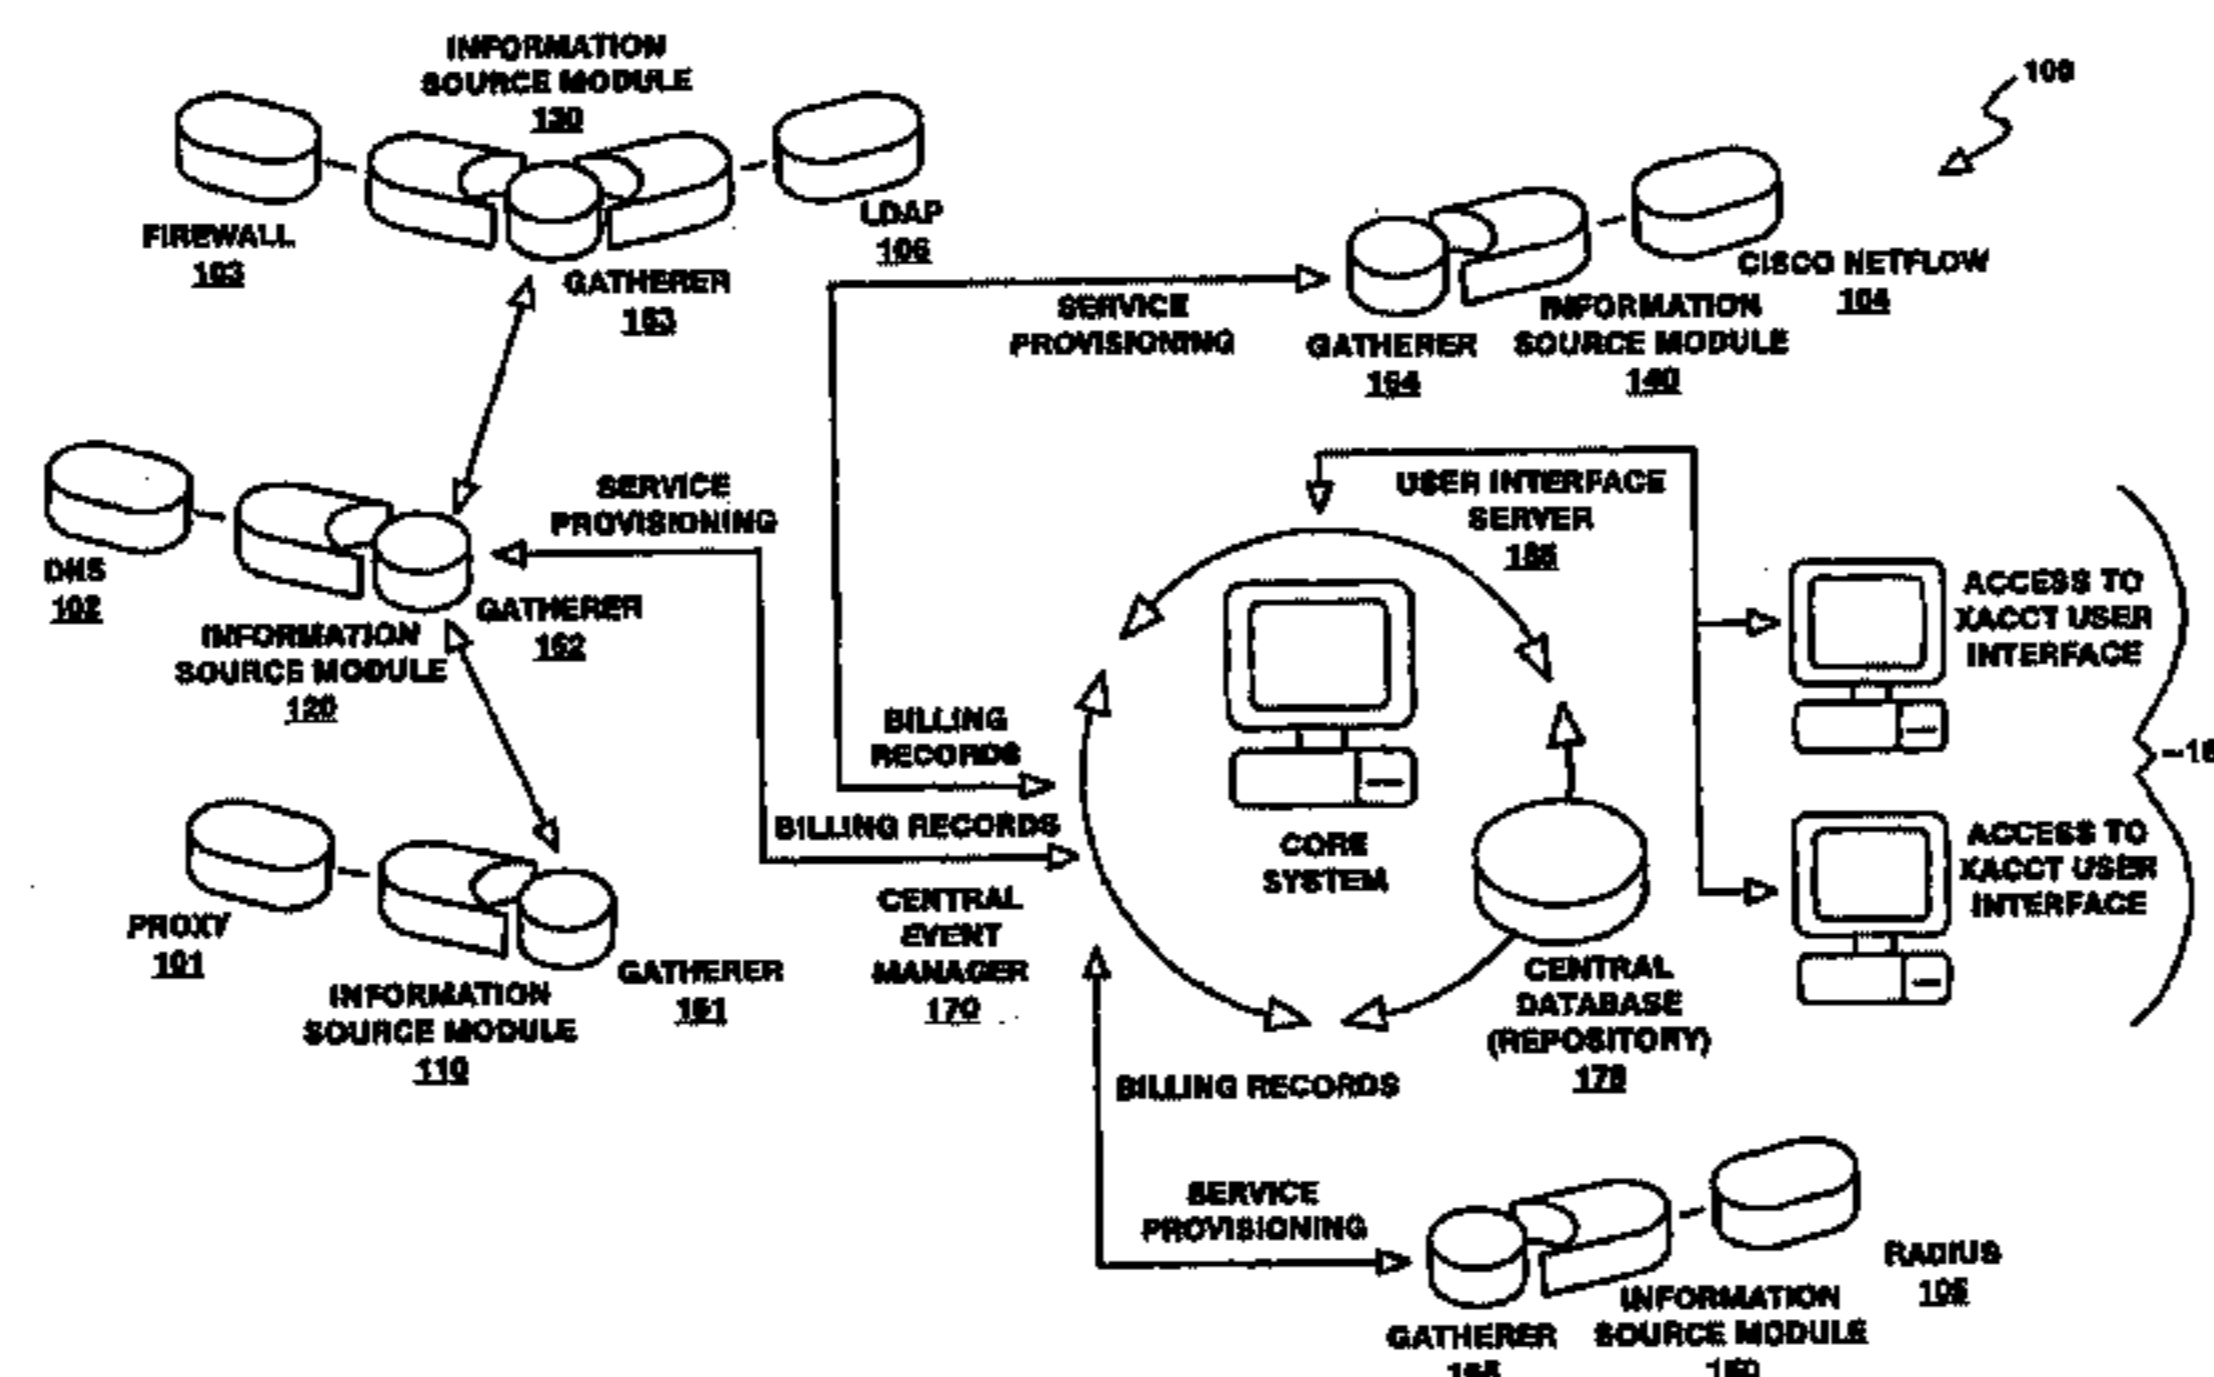 INFORMATION
SOURCE MODULE
130
100
FIREWALL
103
GATHERER
163
LDAP
106
CISCO NETFLOW
104
SERVICE
PROVISIONING
GATHERER
164
INFORMATION
SOURCE MODULE
140
SERVICE
PROVISIONING
USER INTERFACE
SERVER
185
DNS
102
GATHERER
162
INFORMATION
SOURCE MODULE
120
ACCESS TO
XACCT USER
INTERFACE
BILLING
RECORDS
BILLING RECORDS
CORE
SYSTEM
ACCESS TO
XACCT USER
INTERFACE
PROXY
101
GATHERER
161
INFORMATION
SOURCE MODULE
110
CENTRAL
EVENT
MANAGER
170
CENTRAL
DATABASE
(REPOSITORY)
BILLING RECORDS
SERVICE
PROVISIONING
RADIUS
105
GATHERER
INFORMATION
SOURCE MODULE